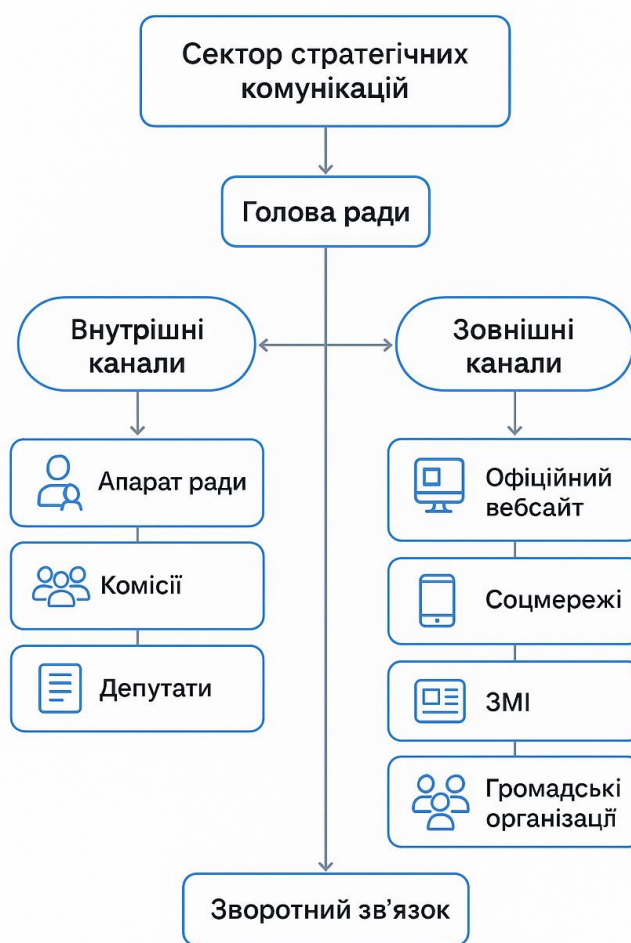 Сектор стратегічних
комунікацій
Голова ради
Внутрішні
канали
Апарат ради
Комісії
Депутати
Зовнішні
канали
Офіційний
вебсайт
Соцмережі
ЗМІ
Громадські
організації
Зворотний зв'язок